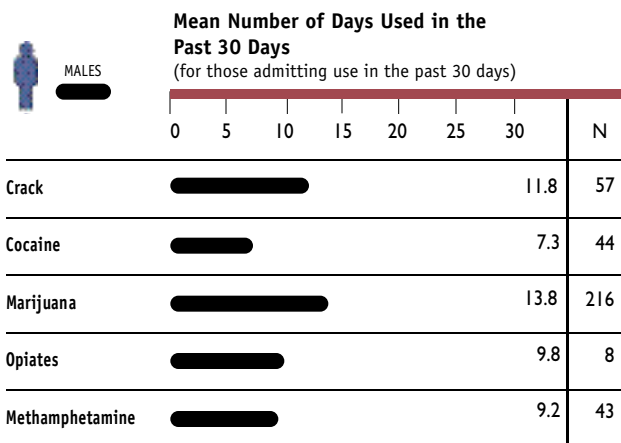 Mean Number of Days Used in the
Past 30 Days
(for those admitting use in the past 30 days)
MALES
0 5 10 15 20 25 30 N
Crack 11.8 57
Cocaine 7.3 44
Marijuana 13.8 216
Opiates 9.8 8
Methamphetamine 9.2 43